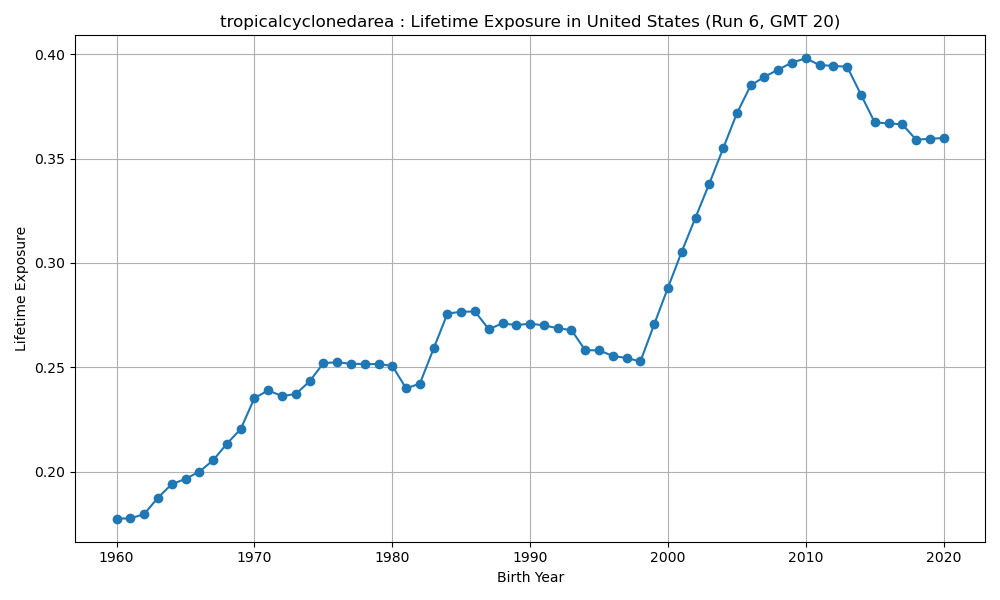 tropicalcyclonedarea : Lifetime Exposure in United States (Run 6, GMT 20)
Lifetime Exposure
0.40
0.35
0.30
0.25
0.20
1960 1970 1980 1990 2000 2010 2020
Birth Year